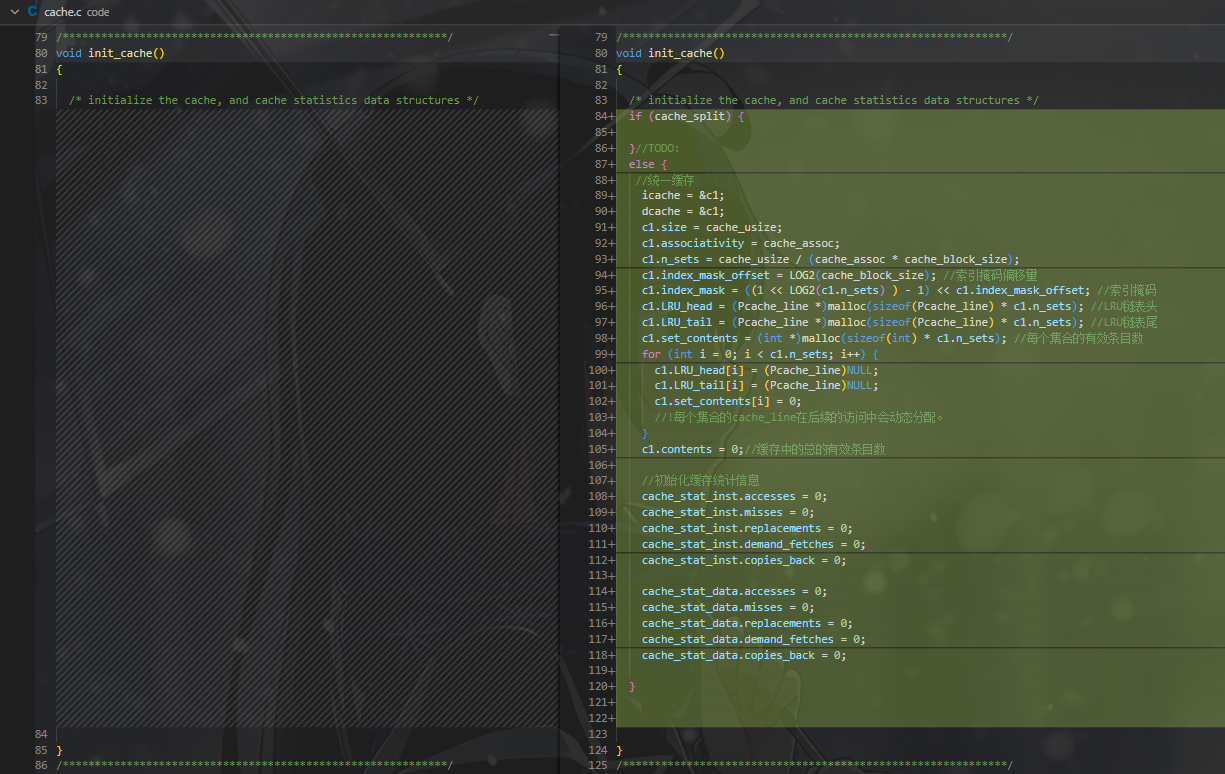 cache.c code
79 /************************************************************/
80 void init_cache()
81 {
82
83 /* initialize the cache, and cache statistics data structures */
84
85 }
86 /************************************************************/
79 /************************************************************/
80 void init_cache()
81 {
82
83 /* initialize the cache, and cache statistics data structures */
84+ if (cache_split) {
85+
86+ }//TODO:
87+ else {
88+ //统一缓存
89+ icache = &c1;
90+ dcache = &c1;
91+ c1.size = cache_usize;
92+ c1.associativity = cache_assoc;
93+ c1.n_sets = cache_usize / (cache_assoc * cache_block_size);
94+ c1.index_mask_offset = LOG2(cache_block_size); //索引掩码偏移量
95+ c1.index_mask = ((1 << LOG2(c1.n_sets) ) - 1) << c1.index_mask_offset; //索引掩码
96+ c1.LRU_head = (Pcache_line *)malloc(sizeof(Pcache_line) * c1.n_sets); //LRU链表头
97+ c1.LRU_tail = (Pcache_line *)malloc(sizeof(Pcache_line) * c1.n_sets); //LRU链表尾
98+ c1.set_contents = (int *)malloc(sizeof(int) * c1.n_sets); //每个集合的有效条目数
99+ for (int i = 0; i < c1.n_sets; i++) {
100+ c1.LRU_head[i] = (Pcache_line)NULL;
101+ c1.LRU_tail[i] = (Pcache_line)NULL;
102+ c1.set_contents[i] = 0;
103+ //!每个集合的cache_line在后续的访问中会动态分配。
104+ }
105+ c1.contents = 0;//缓存中的总的有效条目数
106+
107+ //初始化缓存统计信息
108+ cache_stat_inst.accesses = 0;
109+ cache_stat_inst.misses = 0;
110+ cache_stat_inst.replacements = 0;
111+ cache_stat_inst.demand_fetches = 0;
112+ cache_stat_inst.copies_back = 0;
113+
114+ cache_stat_data.accesses = 0;
115+ cache_stat_data.misses = 0;
116+ cache_stat_data.replacements = 0;
117+ cache_stat_data.demand_fetches = 0;
118+ cache_stat_data.copies_back = 0;
119+
120+ }
121+
122+
123
124 }
125 /************************************************************/